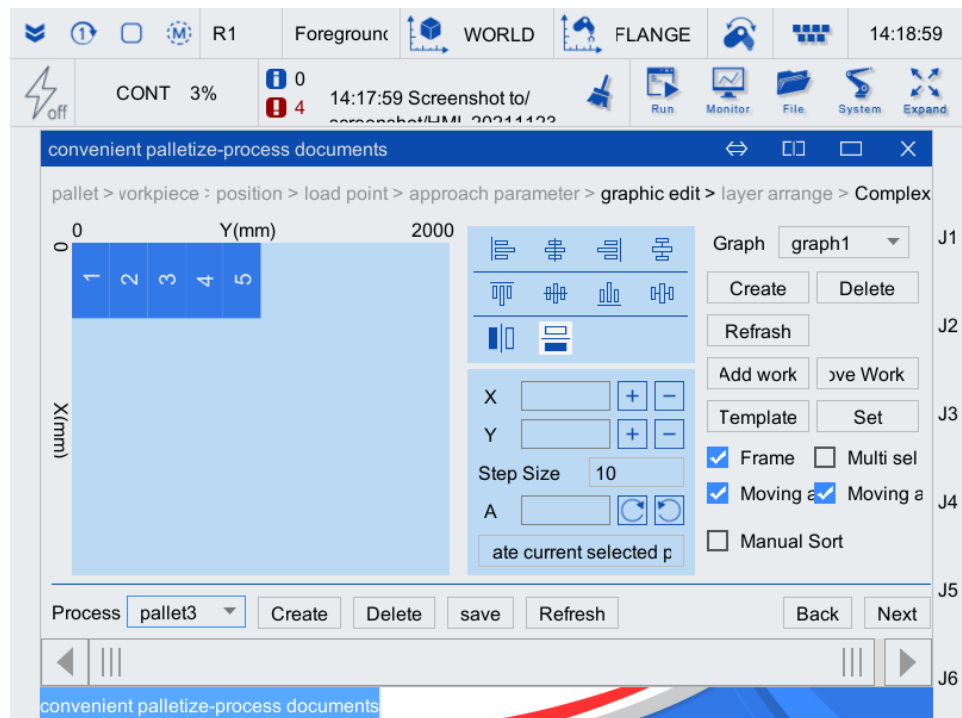 1 M R1 Foregroun WORLD FLANGE 14:18:59
off CONT 3% 0 4 14:17:59 Screenshot to/ Run Monitor File System Expand
convenient palletize-process documents
pallet > workpiece > position > load point > approach parameter > graphic edit > layer arrange > Complex
0 Y(mm) 2000
0
1 2 3 4 5
X(mm)
Graph graph1
Create Delete
Refrash
Add work ove Work
Template Set
X + −
Y + −
Step Size 10
A
ate current selected p
Frame Multi sel
Moving a Moving a
Manual Sort
Process pallet3 Create Delete save Refresh Back Next
J1
J2
J3
J4
J5
J6
convenient palletize-process documents